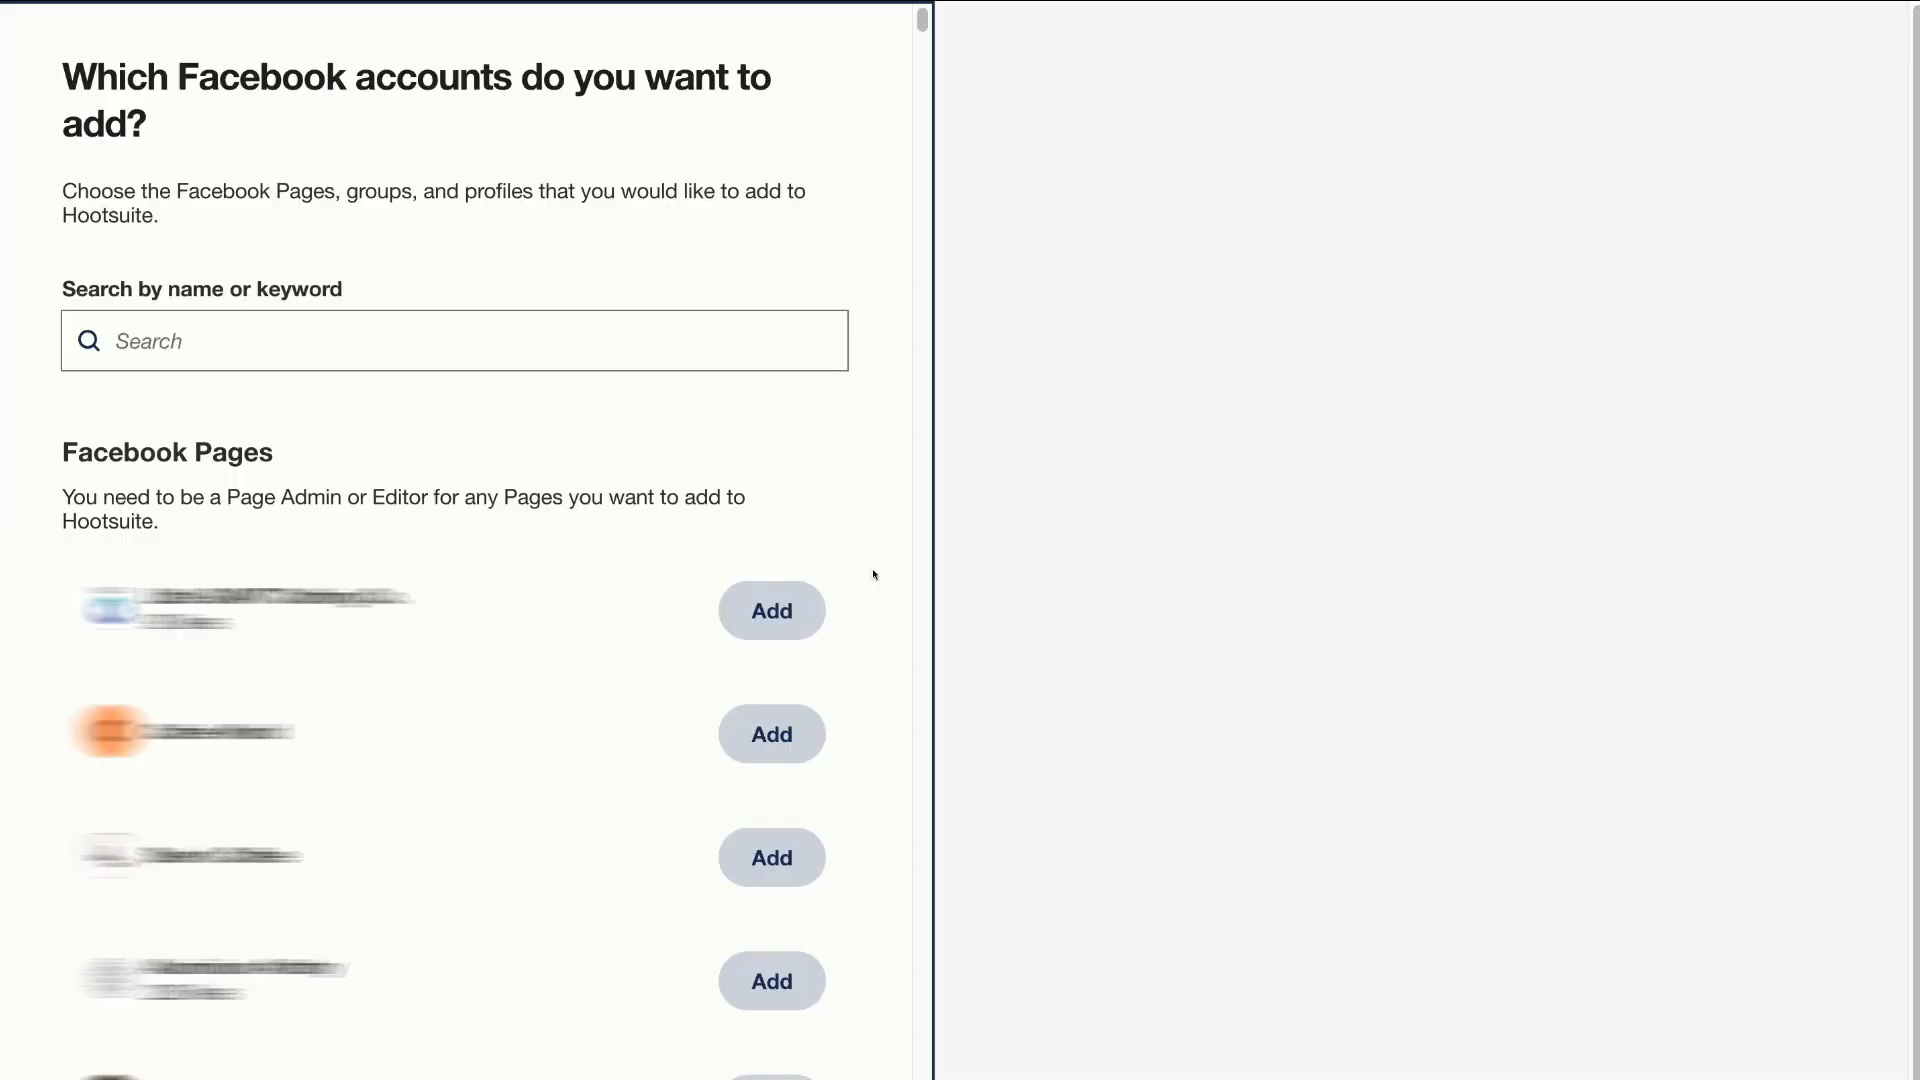 Which Facebook accounts do you want to
add?
Choose the Facebook Pages, groups, and profiles that you would like to add to
Hootsuite.
Search by name or keyword
Search
Facebook Pages
You need to be a Page Admin or Editor for any Pages you want to add to
Hootsuite.
Add
Add
Add
Add